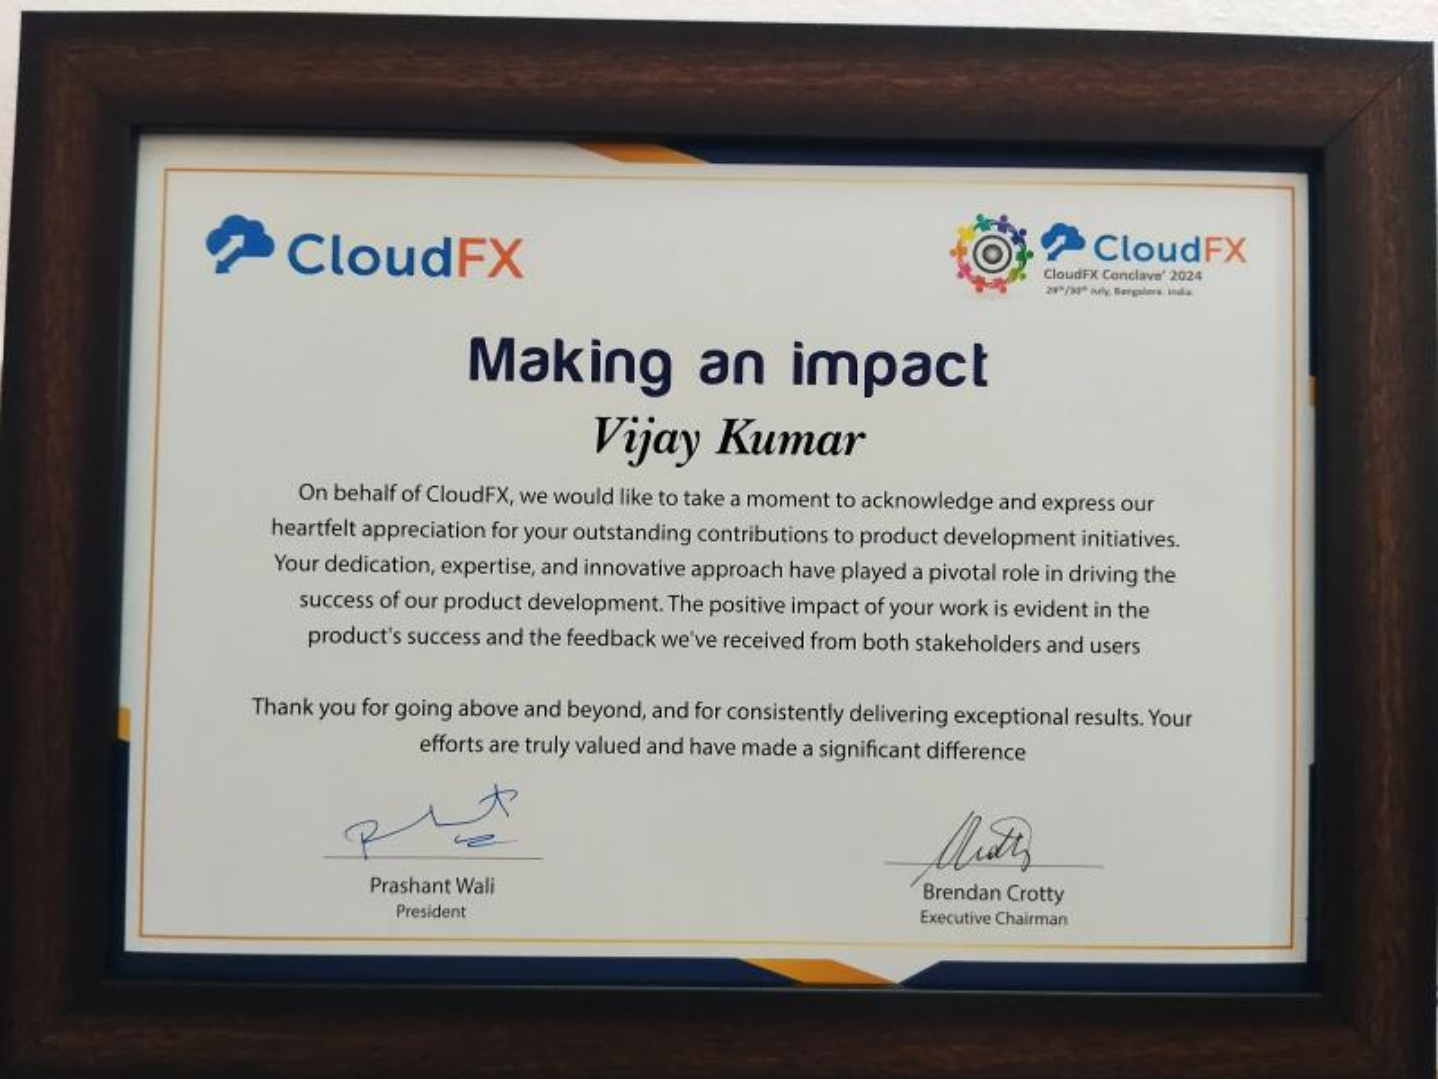 CloudFX
CloudFX
CloudFX Conclave' 2024
29th/30th July, Bangalore. India.
Making an impact
Vijay Kumar
On behalf of CloudFX, we would like to take a moment to acknowledge and express our
heartfelt appreciation for your outstanding contributions to product development initiatives.
Your dedication, expertise, and innovative approach have played a pivotal role in driving the
success of our product development. The positive impact of your work is evident in the
product's success and the feedback we've received from both stakeholders and users
Thank you for going above and beyond, and for consistently delivering exceptional results. Your
efforts are truly valued and have made a significant difference
Prashant Wali
President
Brendan Crotty
Executive Chairman